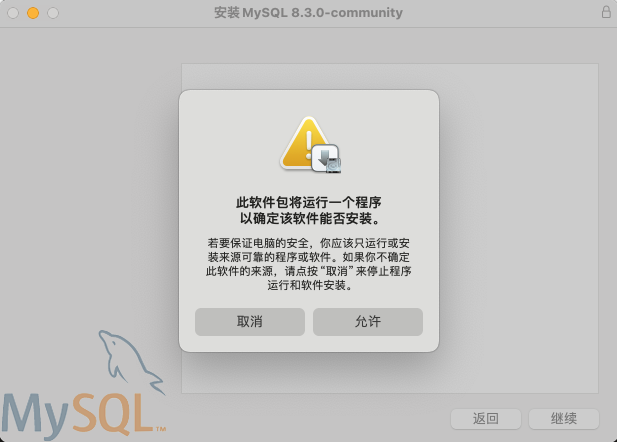 安装 MySQL 8.3.0-community
此软件包将运行一个程序
以确定该软件能否安装。
若要保证电脑的安全，你应该只运行或安
装来源可靠的程序或软件。如果你不确定
此软件的来源，请点按“取消”来停止程序
运行和软件安装。
取消 允许
MySQL™
返回 继续